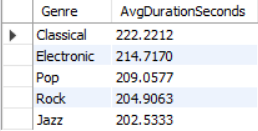 Genre AvgDurationSeconds
Classical 222.2212
Electronic 214.7170
Pop 209.0577
Rock 204.9063
Jazz 202.5333